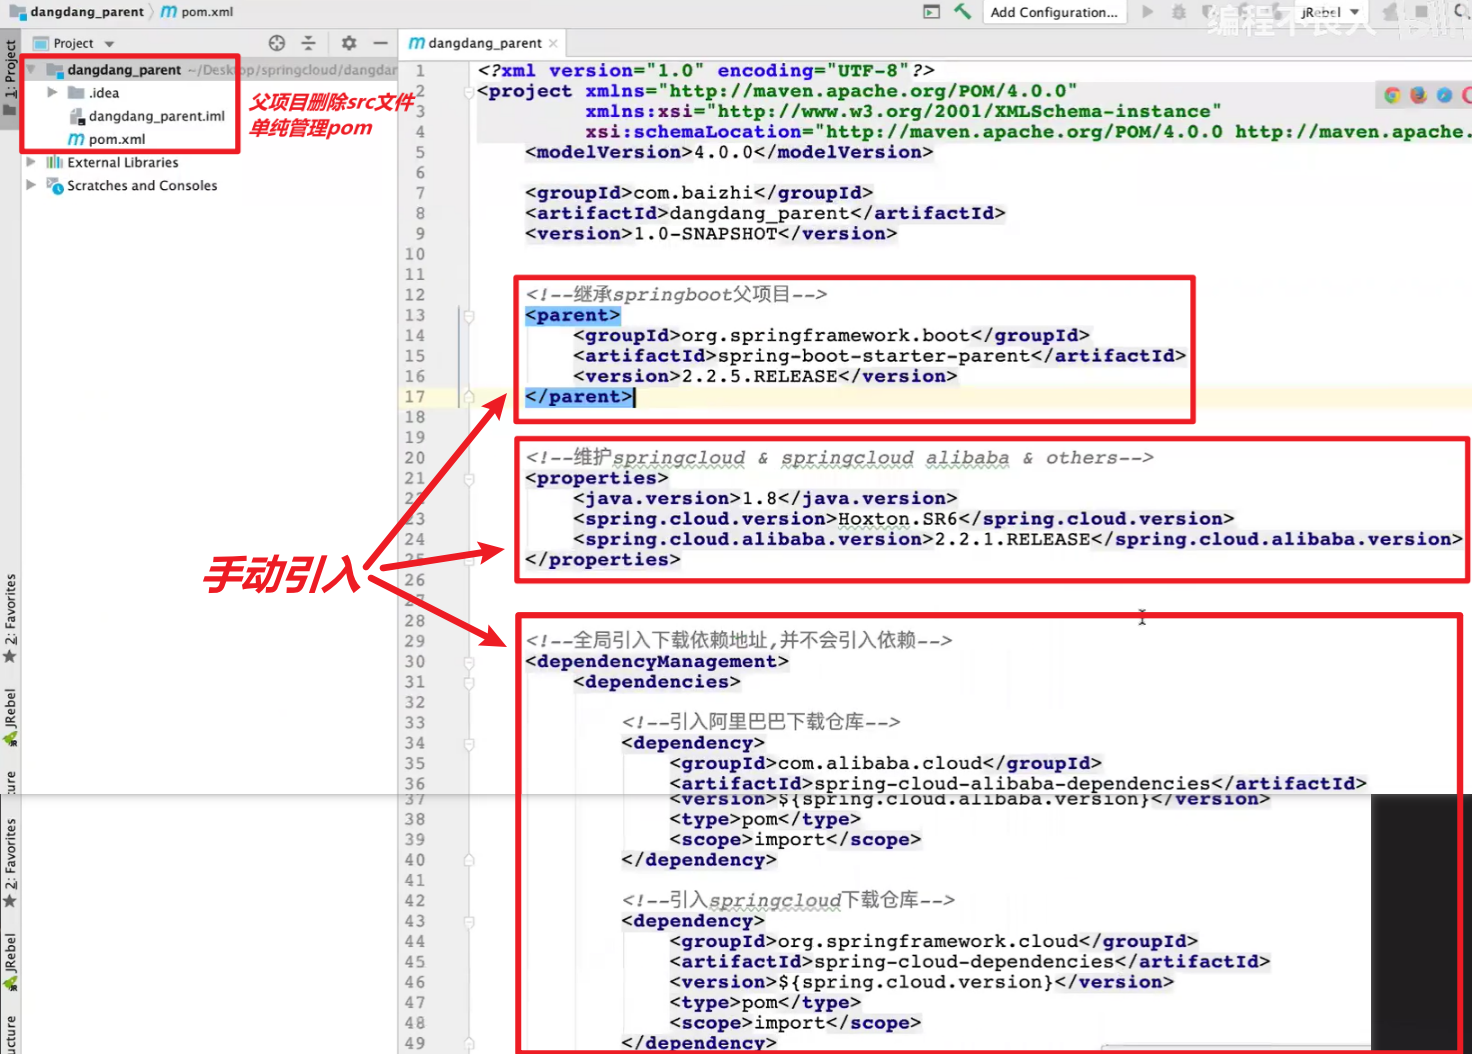 dangdang_parent pom.xml
Add Configuration...
JRebel
编程不良人
Project
dangdang_parent
1: Project
dangdang_parent ~/Desktop/springcloud/dangdan
.idea
dangdang_parent.iml
pom.xml
External Libraries
Scratches and Consoles
父项目删除src文件
单纯管理pom
手动引入
2: Favorites
JRebel
ure
2: Favorites
JRebel
ucture
1 <?xml version="1.0" encoding="UTF-8"?>
2 <project xmlns="http://maven.apache.org/POM/4.0.0"
3 xmlns:xsi="http://www.w3.org/2001/XMLSchema-instance"
4 xsi:schemaLocation="http://maven.apache.org/POM/4.0.0 http://maven.apache.
5 <modelVersion>4.0.0</modelVersion>
6
7 <groupId>com.baizhi</groupId>
8 <artifactId>dangdang_parent</artifactId>
9 <version>1.0-SNAPSHOT</version>
10
11
12 <!--继承springboot父项目-->
13 <parent>
14 <groupId>org.springframework.boot</groupId>
15 <artifactId>spring-boot-starter-parent</artifactId>
16 <version>2.2.5.RELEASE</version>
17 </parent>
18
19
20 <!--维护springcloud & springcloud alibaba & others-->
21 <properties>
22 <java.version>1.8</java.version>
23 <spring.cloud.version>Hoxton.SR6</spring.cloud.version>
24 <spring.cloud.alibaba.version>2.2.1.RELEASE</spring.cloud.alibaba.version>
25 </properties>
26
27
28
29 <!--全局引入下载依赖地址,并不会引入依赖-->
30 <dependencyManagement>
31 <dependencies>
32
33 <!--引入阿里巴巴下载仓库-->
34 <dependency>
35 <groupId>com.alibaba.cloud</groupId>
36 <artifactId>spring-cloud-alibaba-dependencies</artifactId>
37 <version>${spring.cloud.alibaba.version}</version>
38 <type>pom</type>
39 <scope>import</scope>
40 </dependency>
41
42 <!--引入springcloud下载仓库-->
43 <dependency>
44 <groupId>org.springframework.cloud</groupId>
45 <artifactId>spring-cloud-dependencies</artifactId>
46 <version>${spring.cloud.version}</version>
47 <type>pom</type>
48 <scope>import</scope>
49 </dependency>